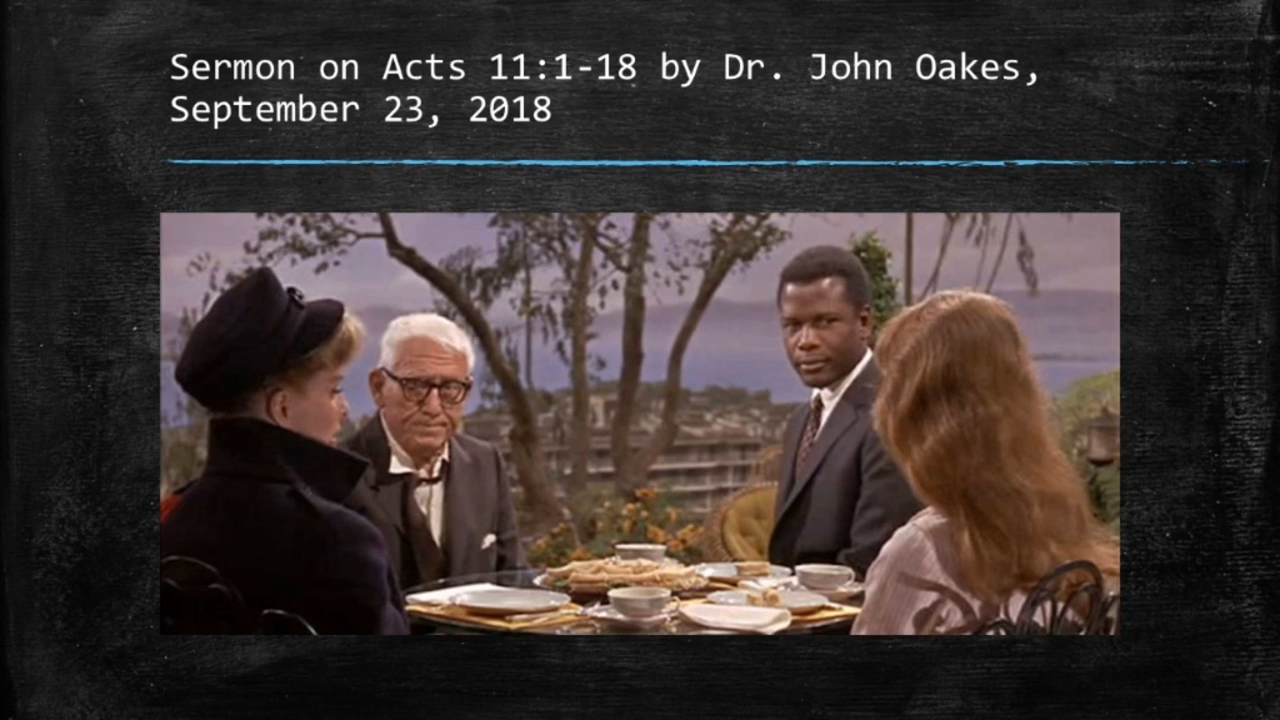 Sermon on Acts 11:1-18 by Dr. John Oakes,
September 23, 2018